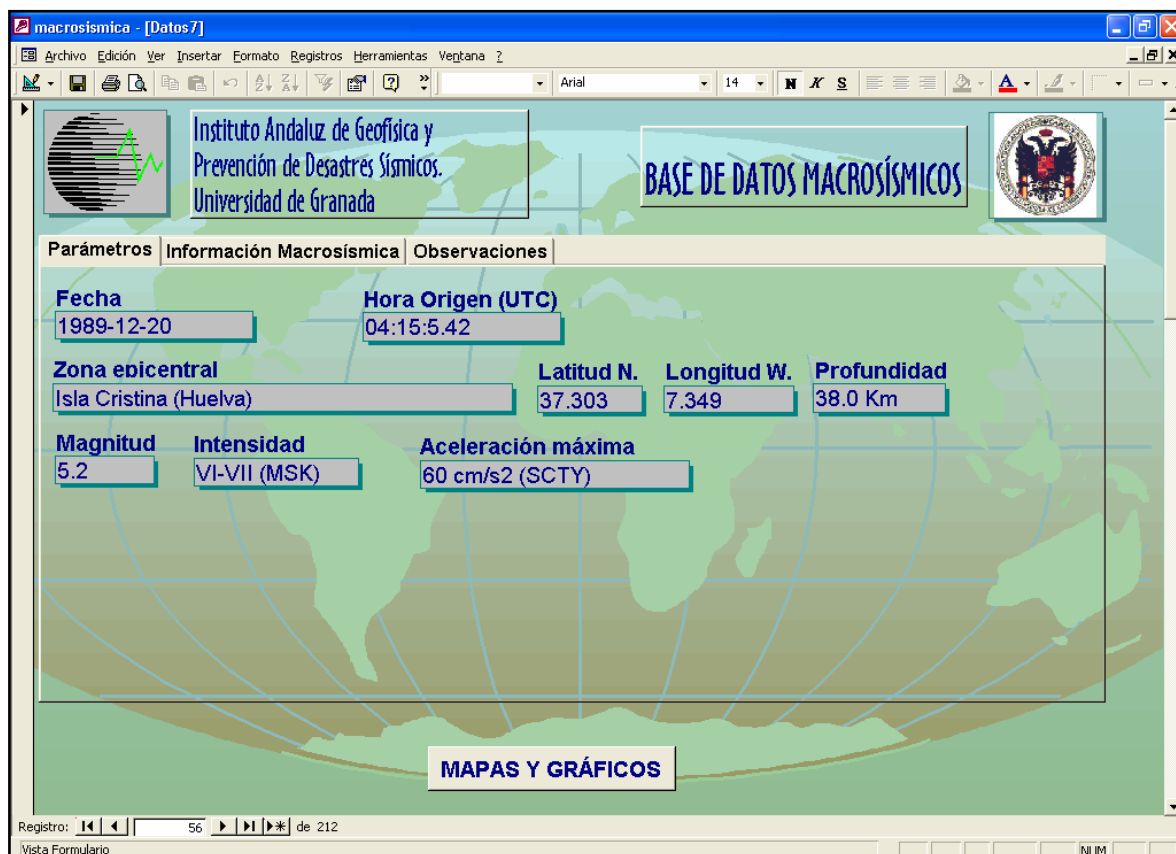 macrosismica - [Datos7]
Archivo Edición Ver Insertar Formato Registros Herramientas Ventana ?
Arial 14 N K S A
Instituto Andaluz de Geofísica y
Prevención de Desastres Sísmicos.
Universidad de Granada
BASE DE DATOS MACROSÍSMICOS
Parámetros Información Macrosísmica Observaciones
Fecha Hora Origen (UTC)
1989-12-20 04:15:5.42
Zona epicentral Latitud N. Longitud W. Profundidad
Isla Cristina (Huelva) 37.303 7.349 38.0 Km
Magnitud Intensidad Aceleración máxima
5.2 VI-VII (MSK) 60 cm/s2 (SCTY)
MAPAS Y GRÁFICOS
Registro: 56 de 212
Vista Formulario NUM